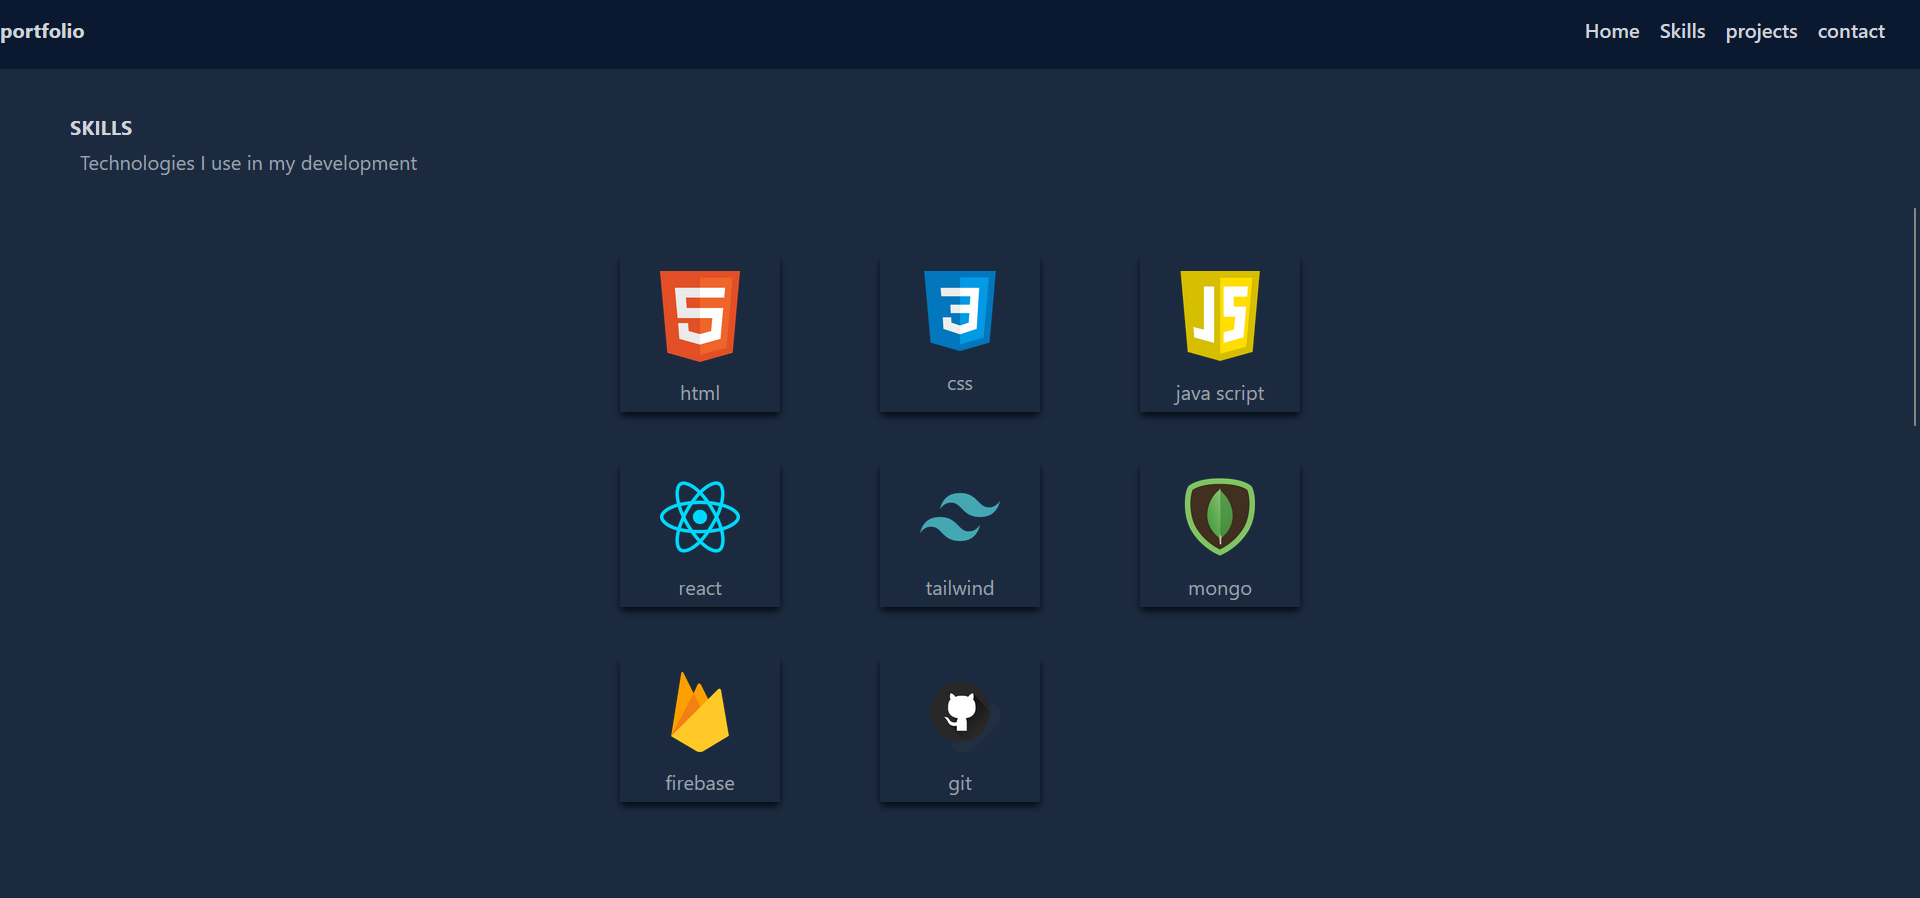 portfolio Home Skills projects contact
SKILLS
Technologies I use in my development
5 3 JS
html css java script
react tailwind mongo
firebase git